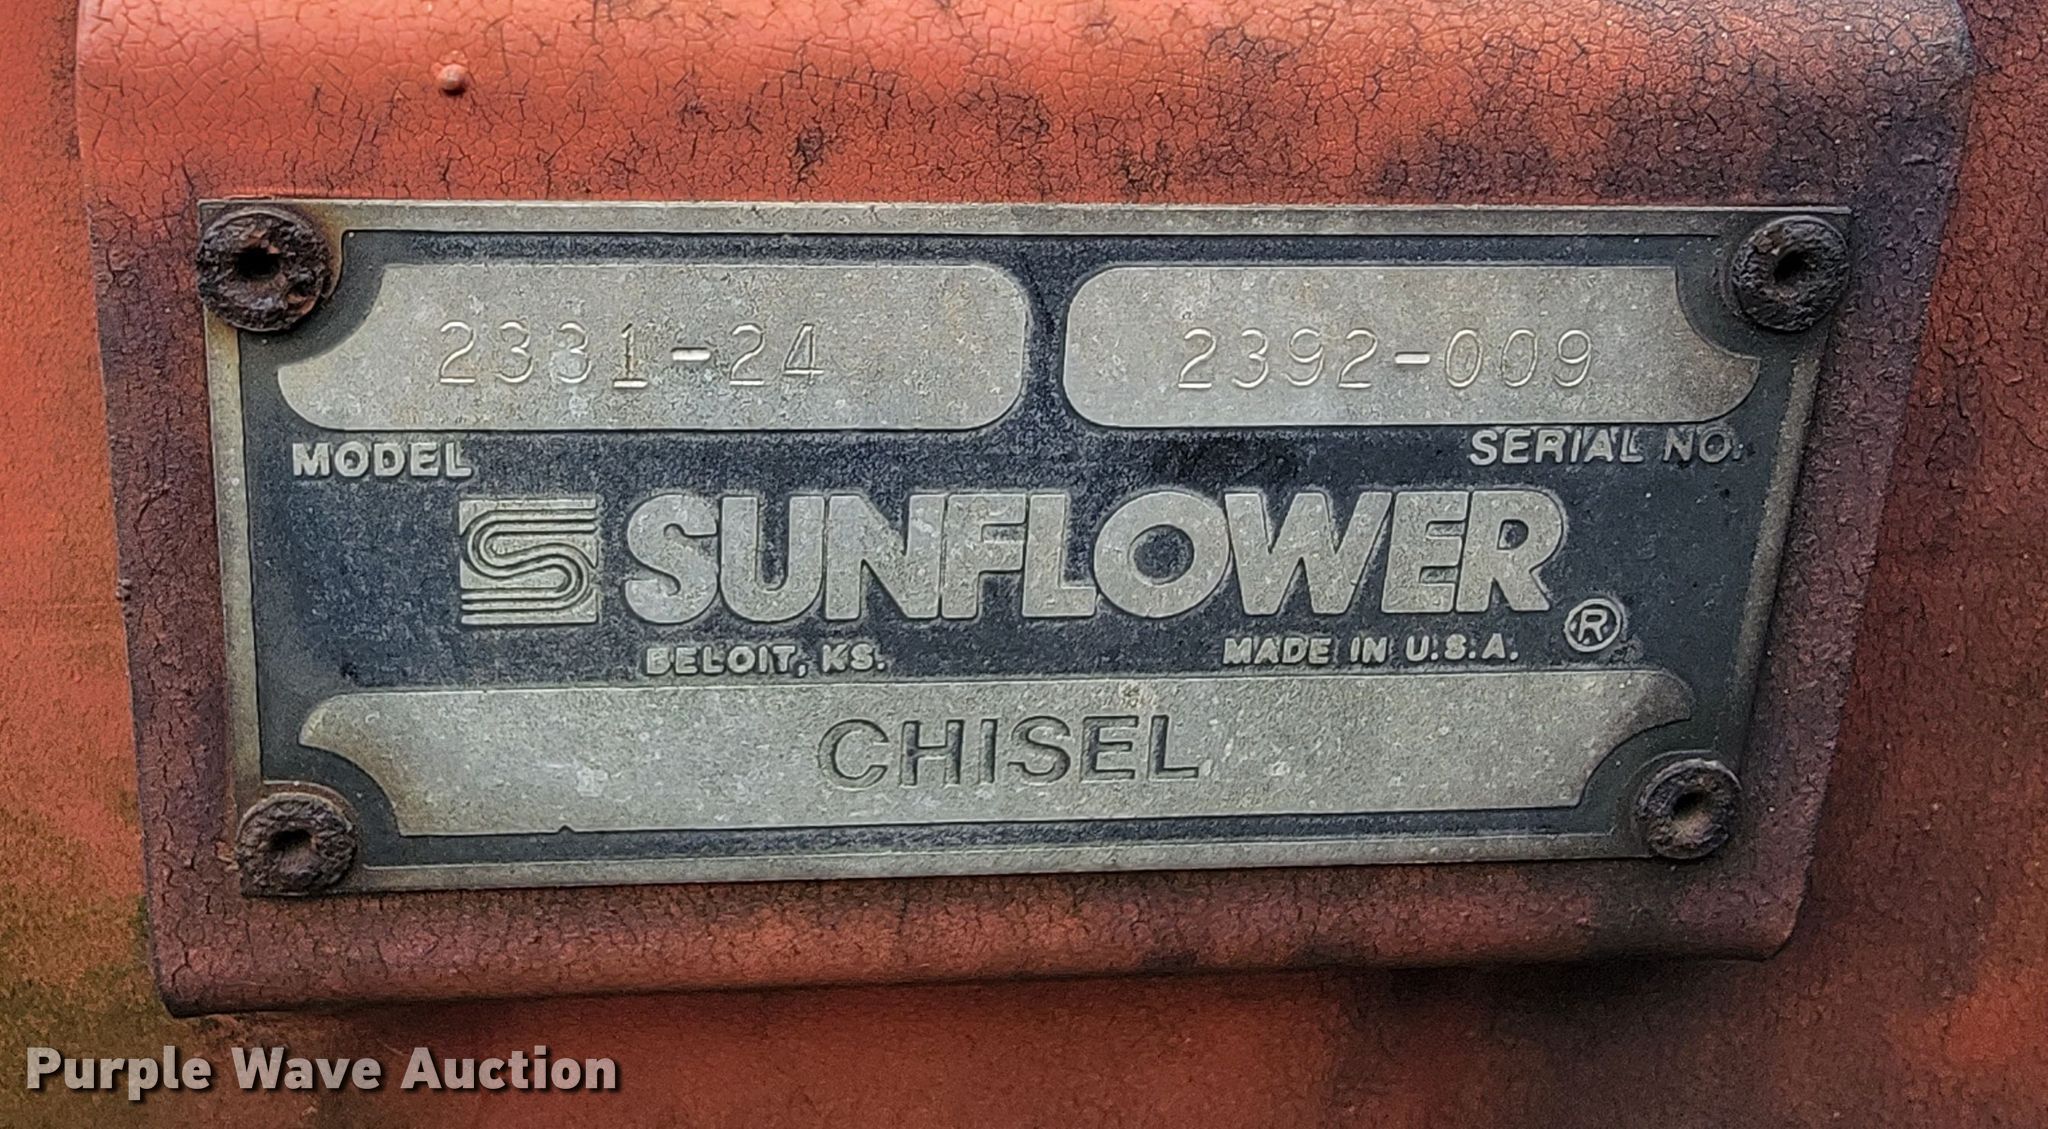 2331-24 2392-009
MODEL SERIAL NO.
SUNFLOWER ®
BELOIT, KS. MADE IN U.S.A.
CHISEL
Purple Wave Auction